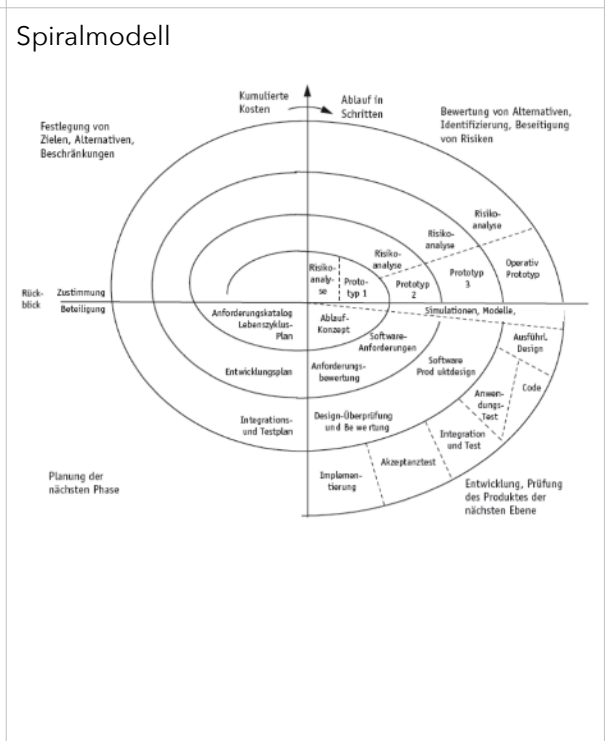 Spiralmodell
Kumulierte
Kosten
Ablauf in
Schritten
Festlegung von
Zielen, Alternativen,
Beschränkungen
Bewertung von Alternativen,
Identifizierung, Beseitigung
von Risiken
Risiko-
analyse
Risiko-
analyse
Risiko-
analyse
Risiko-
analy-
se
Proto-
typ 1
Prototyp
2
Prototyp
3
Operativ
Prototyp
Rück-
blick
Zustimmung
Beteiligung
Simulationen, Modelle,
Anforderungskatalog
Lebenszyklus-
Plan
Ablauf-
Konzept
Software-
Anforderungen
Ausführl.
Design
Entwicklungsplan
Anforderungs-
bewertung
Software
Prod uktdesign
Code
Anwen-
dungs-
Test
Integrations-
und Testplan
Design-Überprüfung
und Be we rtung
Integration
und Test
Akzeptanztest
Implemen-
tierung
Planung der
nächsten Phase
Entwicklung, Prüfung
des Produktes der
nächsten Ebene